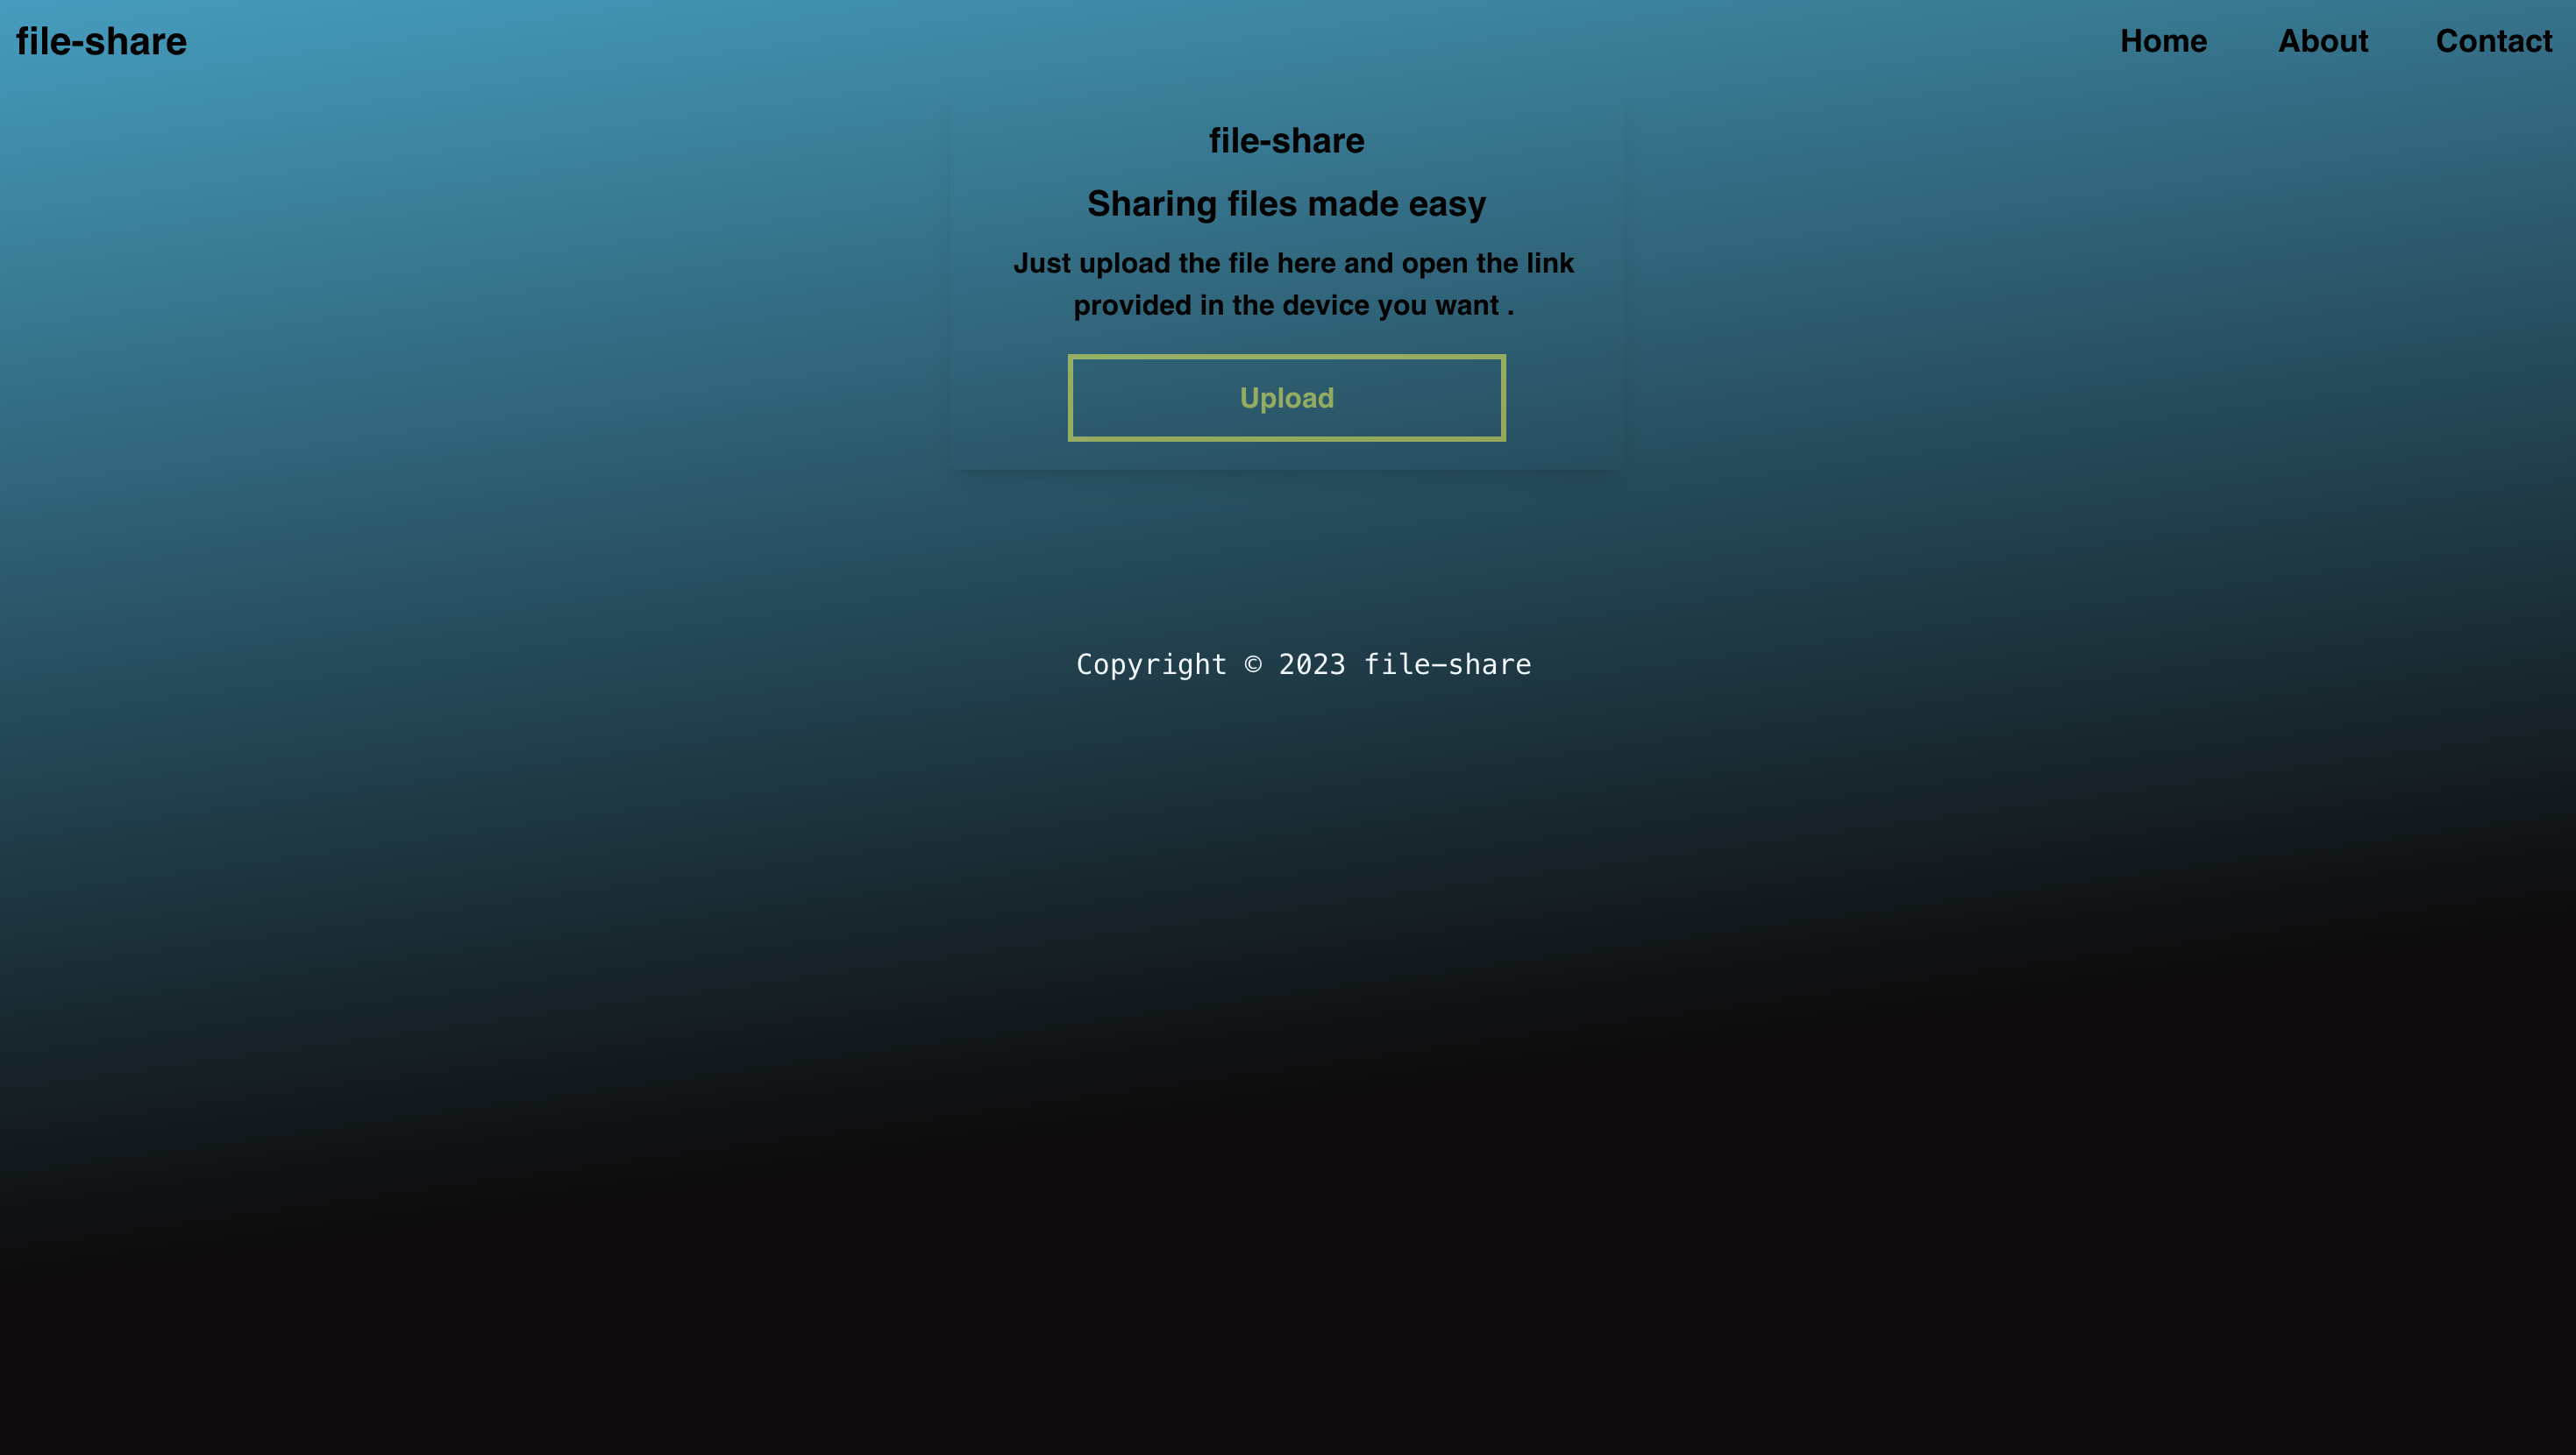 file-share
Home About Contact
file-share
Sharing files made easy
Just upload the file here and open the link
provided in the device you want .
Upload
Copyright © 2023 file-share